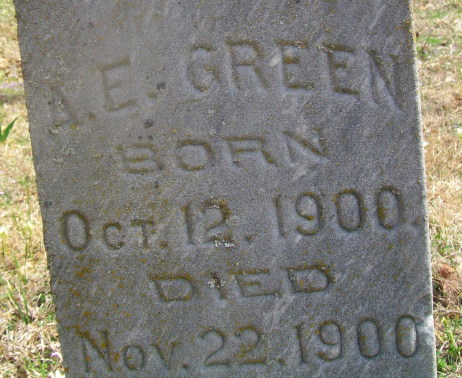 A.E. GREEN
BORN
OCT. 12. 1900.
DIED
NOV. 22. 1900